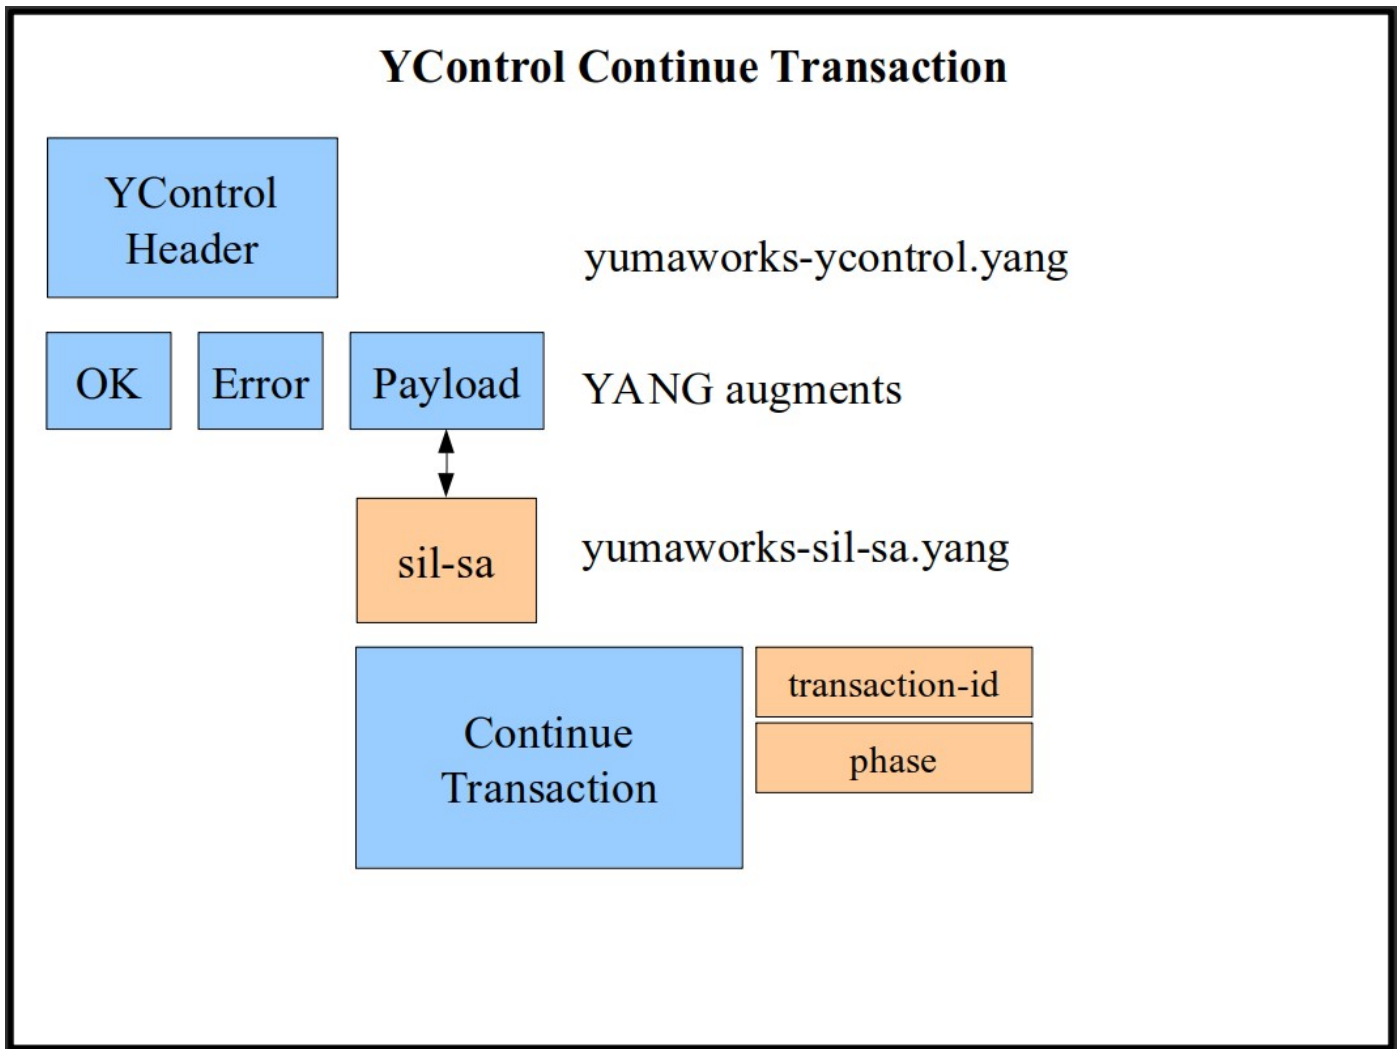 YControl Continue Transaction
YControl
Header
yumaworks-ycontrol.yang
OK
Error
Payload
YANG augments
sil-sa
yumaworks-sil-sa.yang
Continue
Transaction
transaction-id
phase